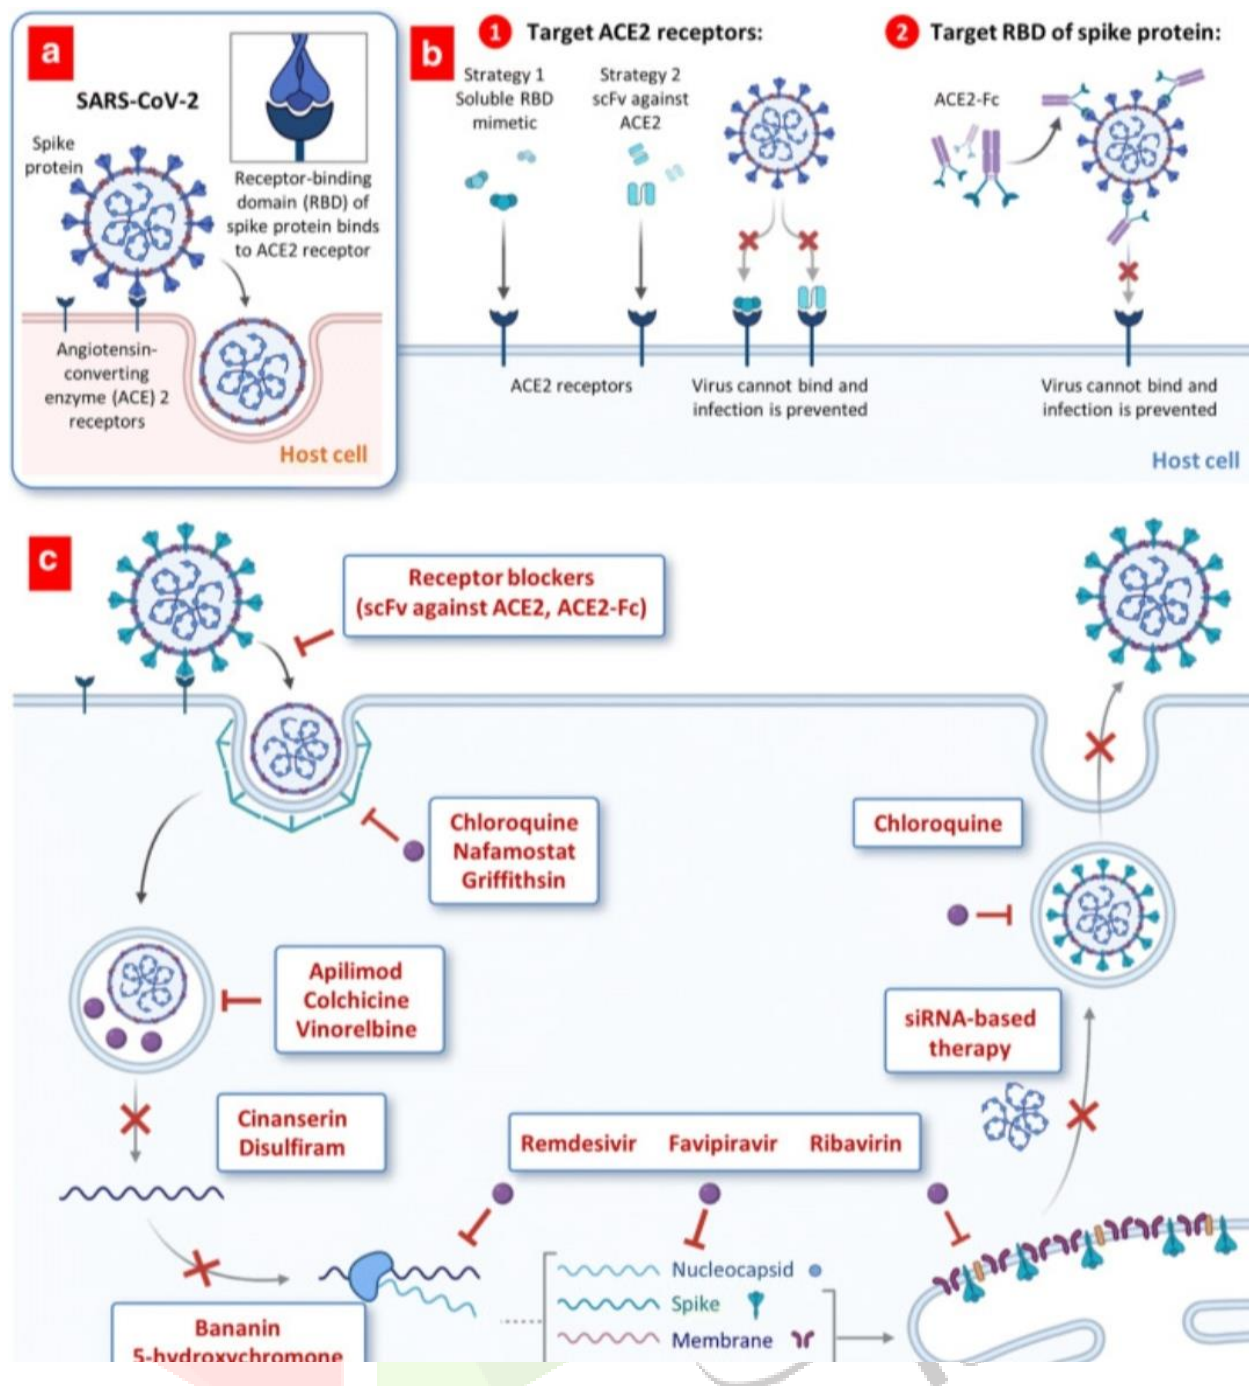 a
SARS-CoV-2
Spike
protein
Receptor-binding
domain (RBD) of
spike protein binds
to ACE2 receptor
Angiotensin-
converting
enzyme (ACE) 2
receptors
Host cell
b
1 Target ACE2 receptors:
Strategy 1
Soluble RBD
mimetic
Strategy 2
scFv against
ACE2
ACE2 receptors
Virus cannot bind and
infection is prevented
2 Target RBD of spike protein:
ACE2-Fc
Virus cannot bind and
infection is prevented
Host cell
c
Receptor blockers
(scFv against ACE2, ACE2-Fc)
Chloroquine
Nafamostat
Griffithsin
Apilimod
Colchicine
Vinorelbine
Cinanserin
Disulfiram
Bananin
5-hydroxychromone
Remdesivir Favipiravir Ribavirin
Nucleocapsid
Spike
Membrane
siRNA-based
therapy
Chloroquine